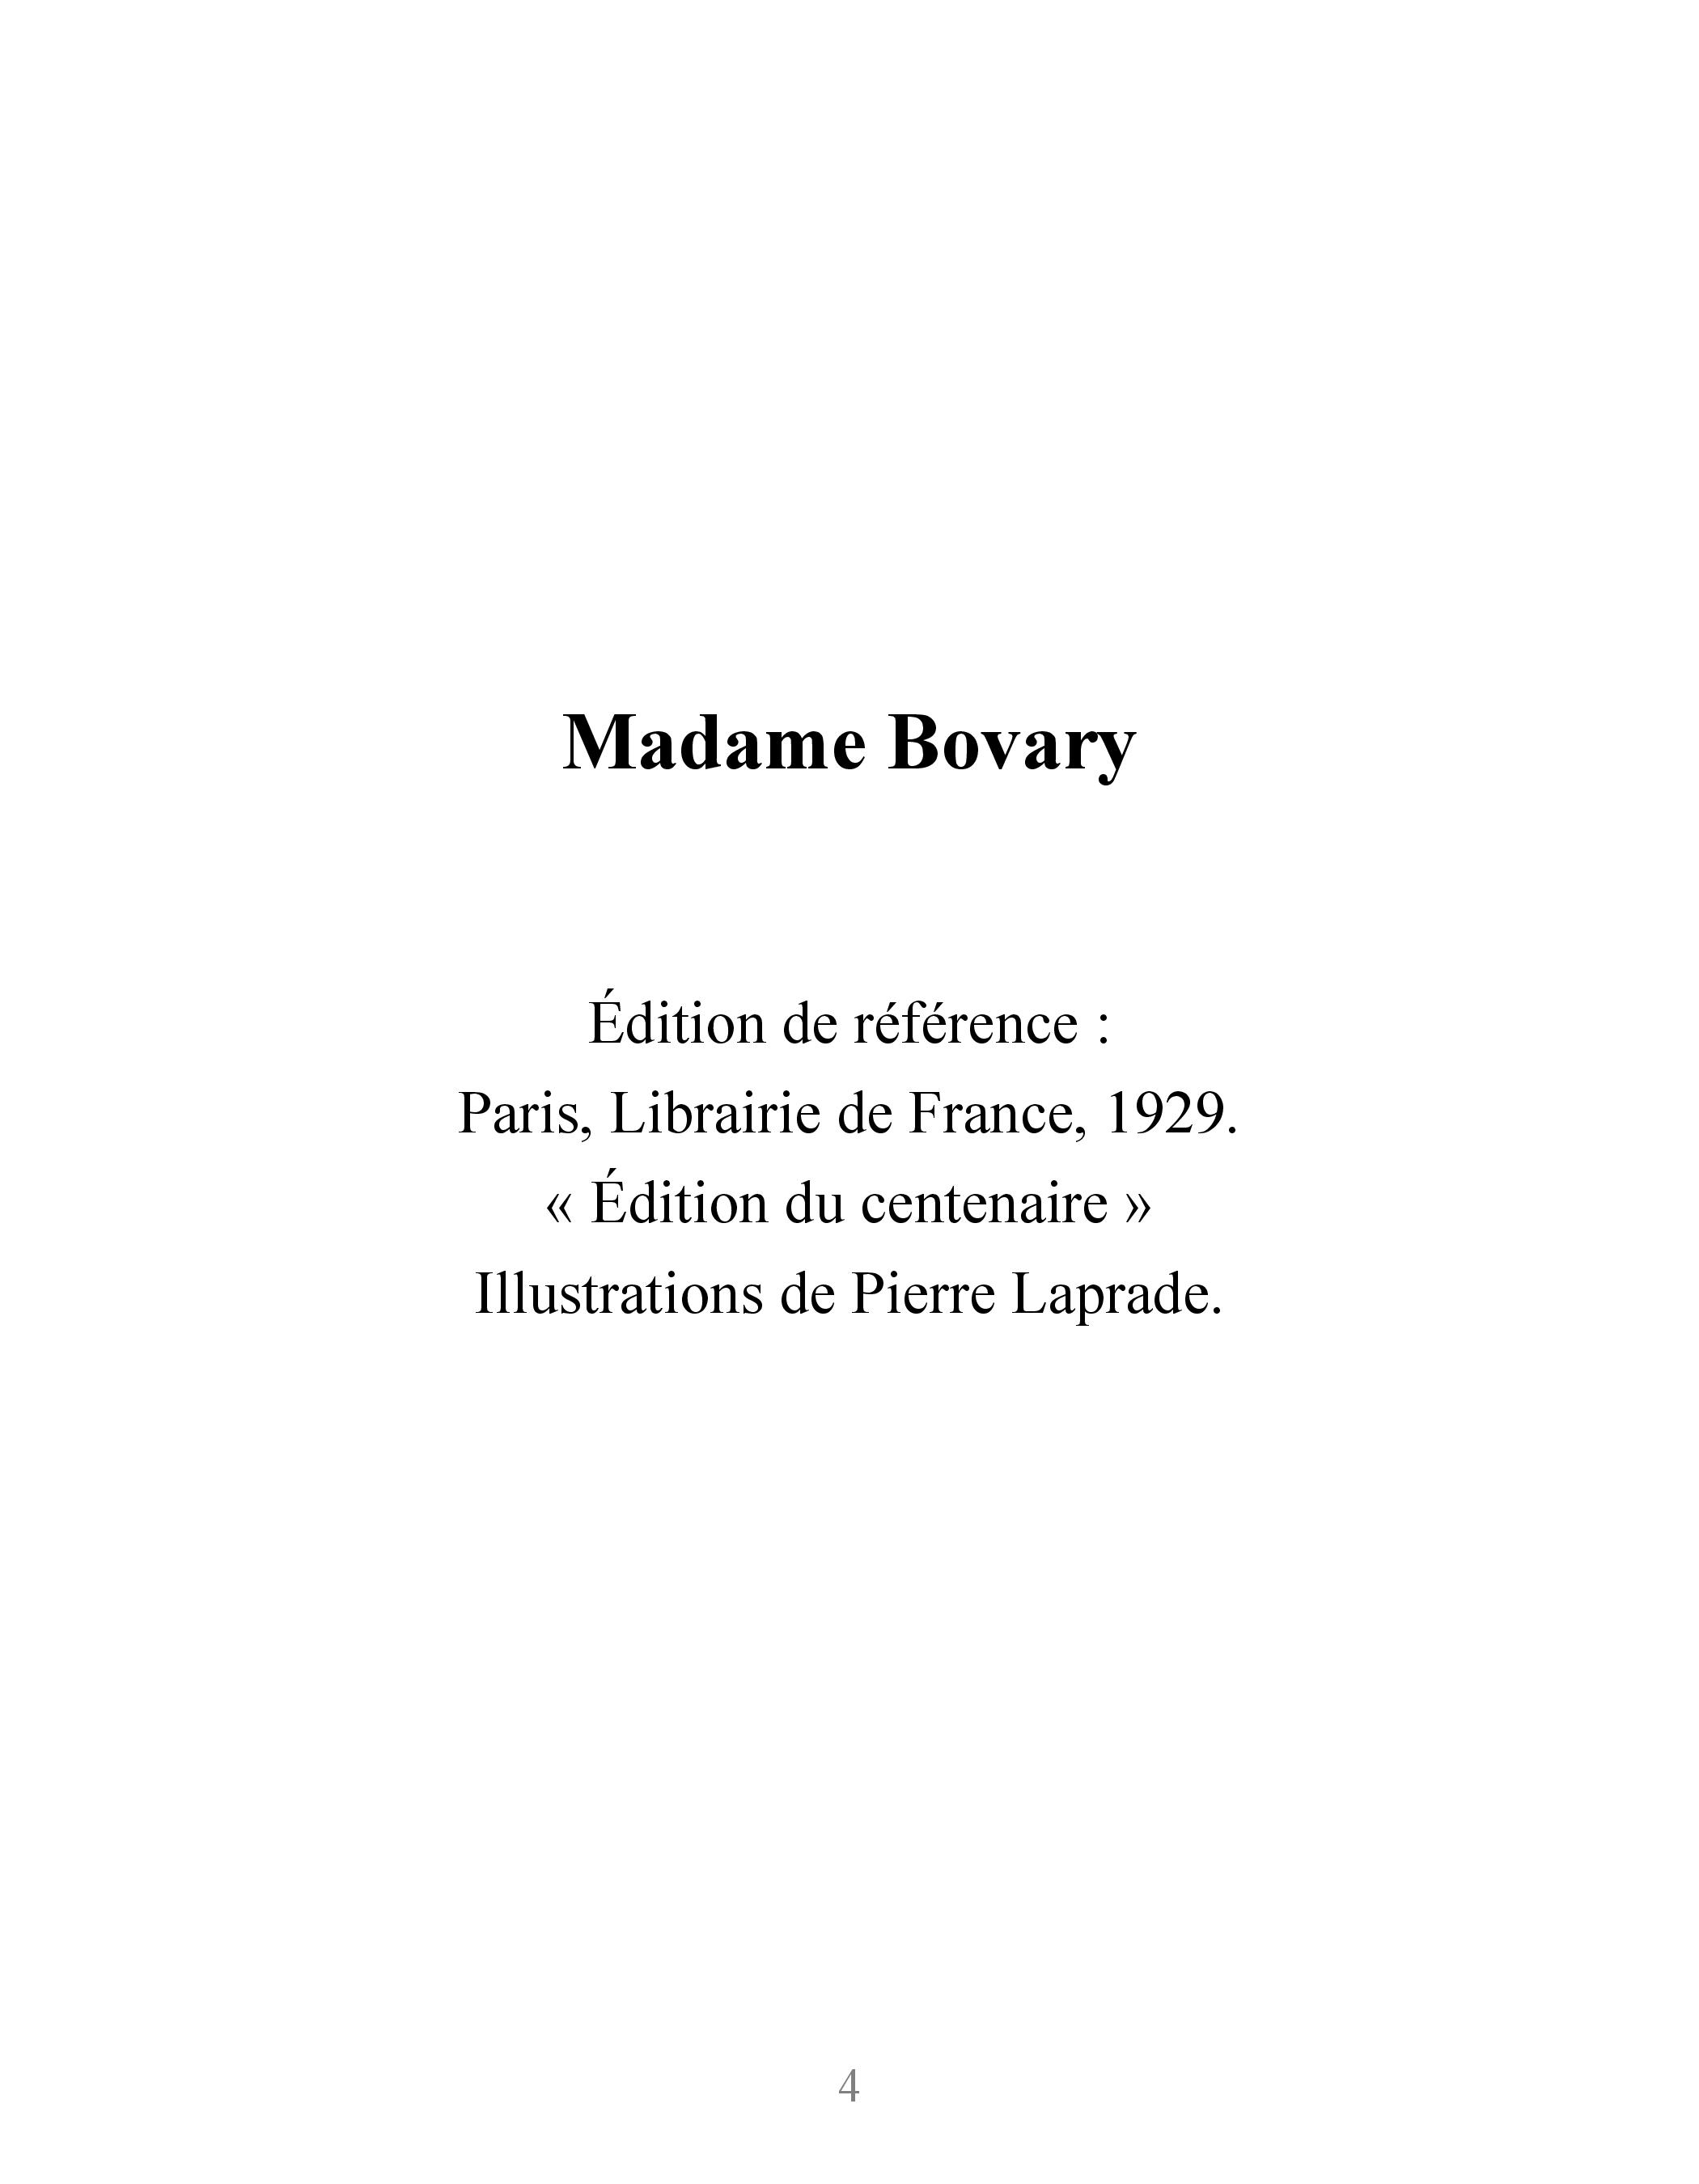 Madame Bovary
Édition de référence :
Paris, Librairie de France, 1929.
« Édition du centenaire »
Illustrations de Pierre Laprade.
4